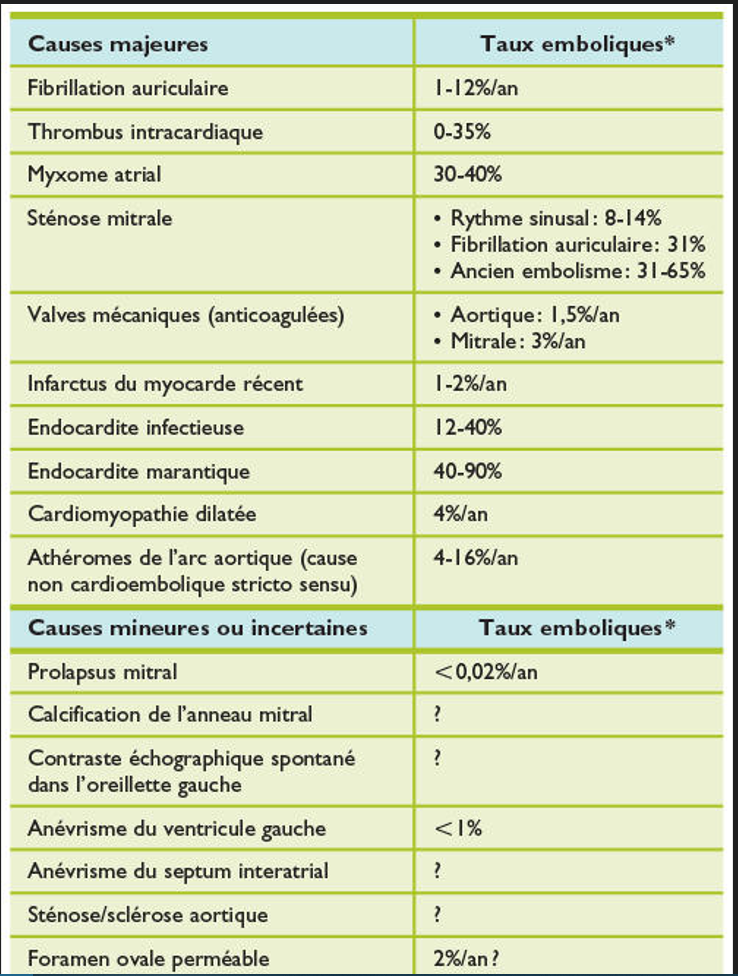 Causes majeures Taux emboliques*
Fibrillation auriculaire 1-12%/an
Thrombus intracardiaque 0-35%
Myxome atrial 30-40%
Sténose mitrale • Rythme sinusal: 8-14%
• Fibrillation auriculaire: 31%
• Ancien embolisme: 31-65%
Valves mécaniques (anticoagulées) • Aortique: 1,5%/an
• Mitrale: 3%/an
Infarctus du myocarde récent 1-2%/an
Endocardite infectieuse 12-40%
Endocardite marantique 40-90%
Cardiomyopathie dilatée 4%/an
Athéromes de l'arc aortique (cause 4-16%/an
non cardioembolique stricto sensu)
Causes mineures ou incertaines Taux emboliques*
Prolapsus mitral <0,02%/an
Calcification de l'anneau mitral ?
Contraste échographique spontané ?
dans l'oreillette gauche
Anévrisme du ventricule gauche <1%
Anévrisme du septum interatrial ?
Sténose/sclérose aortique ?
Foramen ovale perméable 2%/an?